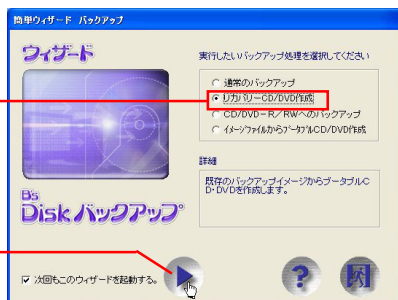 簡単ウィザード バックアップ
ウィザード
実行したいバックアップ処理を選択してください
通常のバックアップ
リカバリーCD/DVD作成
CD/DVD-R/RWへのバックアップ
イメージファイルからブータブルCD/DVD作成
詳細
既存のバックアップイメージからブータブルC
D・DVDを作成します。
B's
Diskバックアップ
次回もこのウィザードを起動する。
?